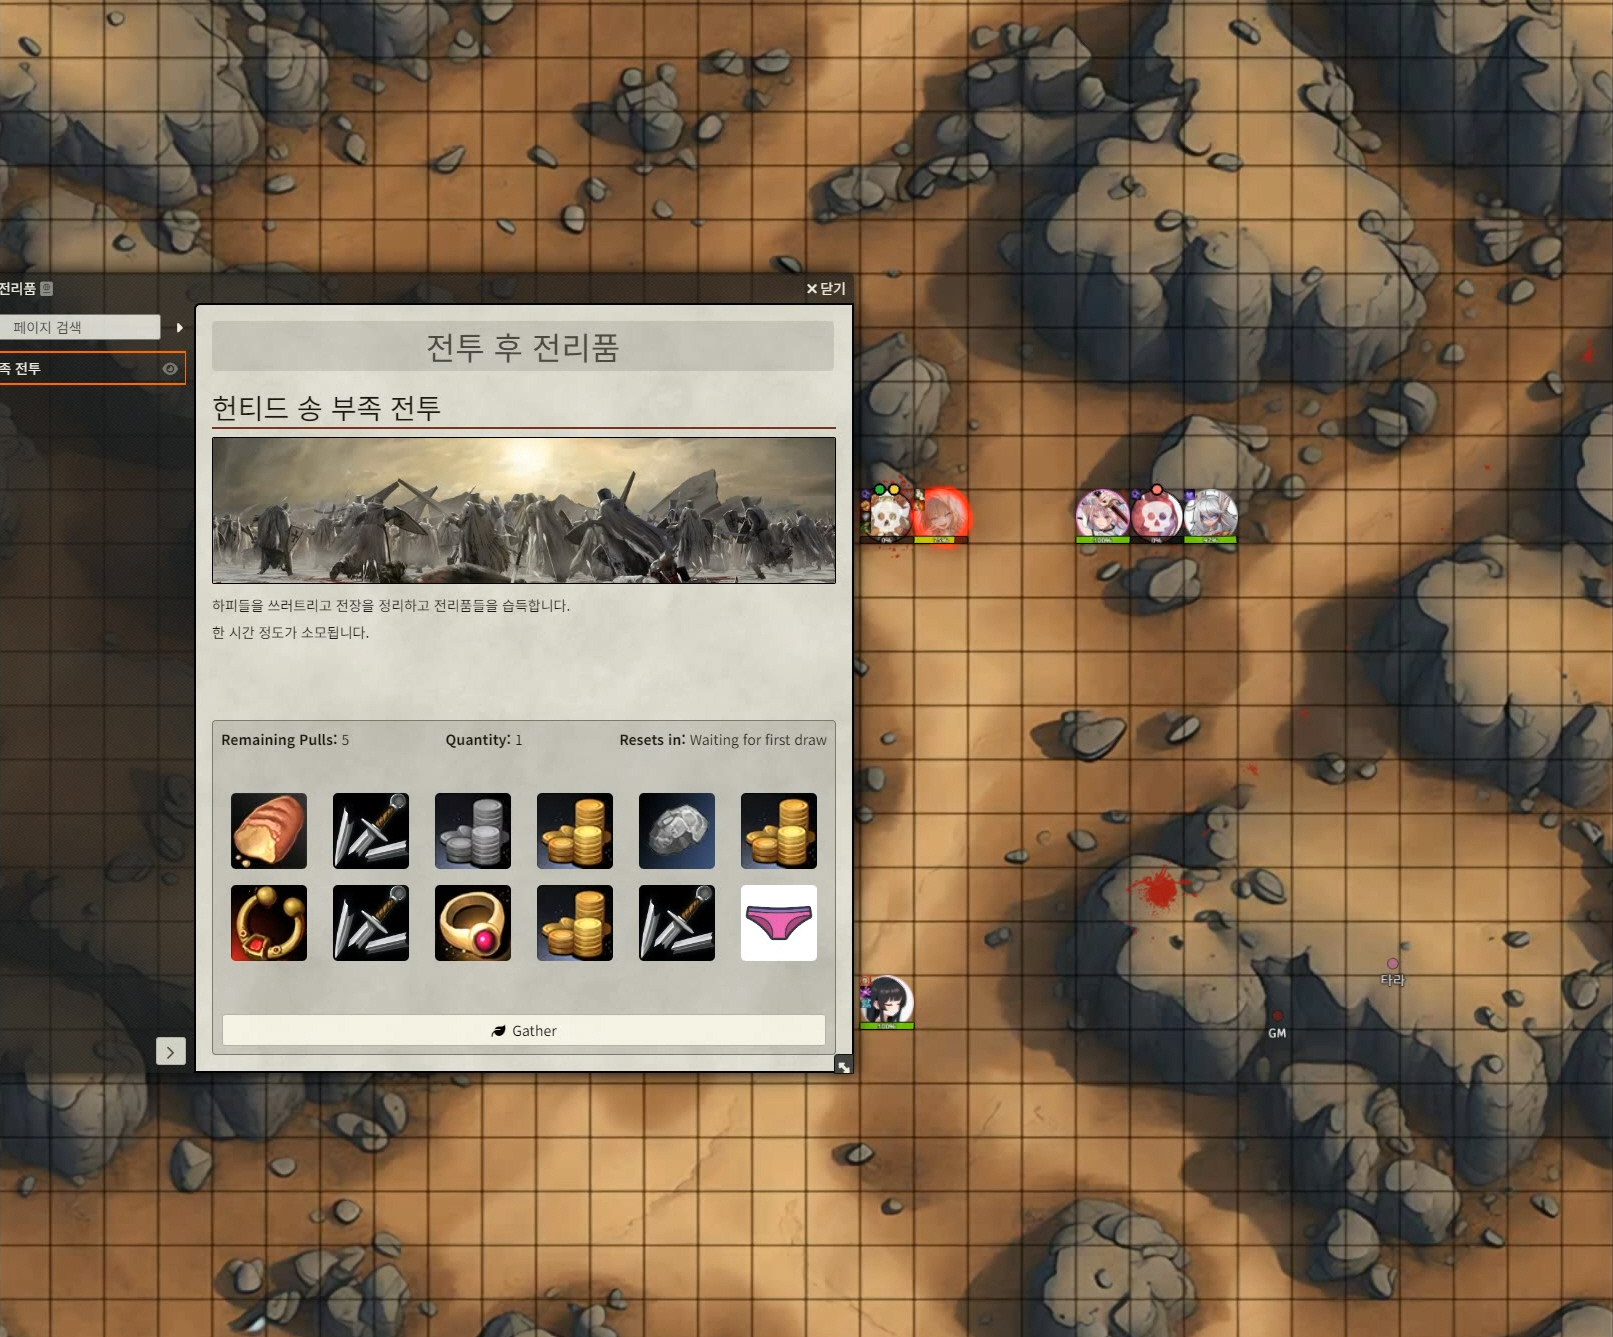 전리품
✕ 닫기
페이지 검색
족 전투
전투 후 전리품
헌티드 송 부족 전투
하피들을 쓰러트리고 전장을 정리하고 전리품들을 습득합니다.
한 시간 정도가 소모됩니다.
Remaining Pulls: 5 Quantity: 1 Resets in: Waiting for first draw
Gather
0%
100%
0%
100%
타라
GM